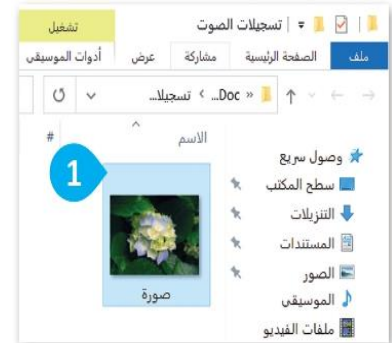 تسجيلات الصوت
تشغيل
ملف
الصفحة الرئيسية
مشاركة
عرض
أدوات الموسيقى
Doc... « تسجيلا...
الاسم
#
وصول سريع
سطح المكتب
التنزيلات
المستندات
الصور
الموسيقى
ملفات الفيديو
1
صورة